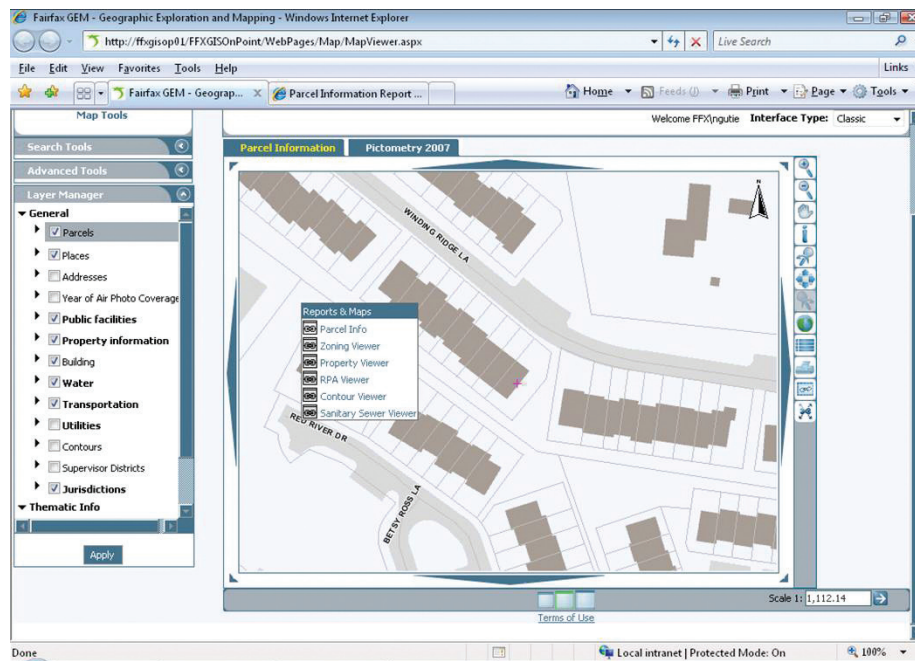 Fairfax GEM - Geographic Exploration and Mapping - Windows Internet Explorer
http://ffxgisop01/FFXGISOnPoint/WebPages/Map/MapViewer.aspx
Live Search
File Edit View Favorites Tools Help
Links
Fairfax GEM - Geograp... X
Parcel Information Report ...
Home
Feeds (J)
Print
Page
Tools
Map Tools
Welcome FFX\ngutie Interface Type: Classic
Search Tools
Parcel Information
Pictometry 2007
Advanced Tools
Layer Manager
General
Parcels
Places
Addresses
Year of Air Photo Coverage
Public facilities
Property information
Building
Water
Transportation
Utilities
Contours
Supervisor Districts
Jurisdictions
Thematic Info
Apply
N
WINDING RIDGE LA
Reports & Maps
Parcel Info
Zoning Viewer
Property Viewer
RPA Viewer
Contour Viewer
Sanitary Sewer Viewer
RED RIVER DR
BETSY ROSS LA
Scale 1: 1,112.14
Terms of Use
Done
Local intranet | Protected Mode: On
100%